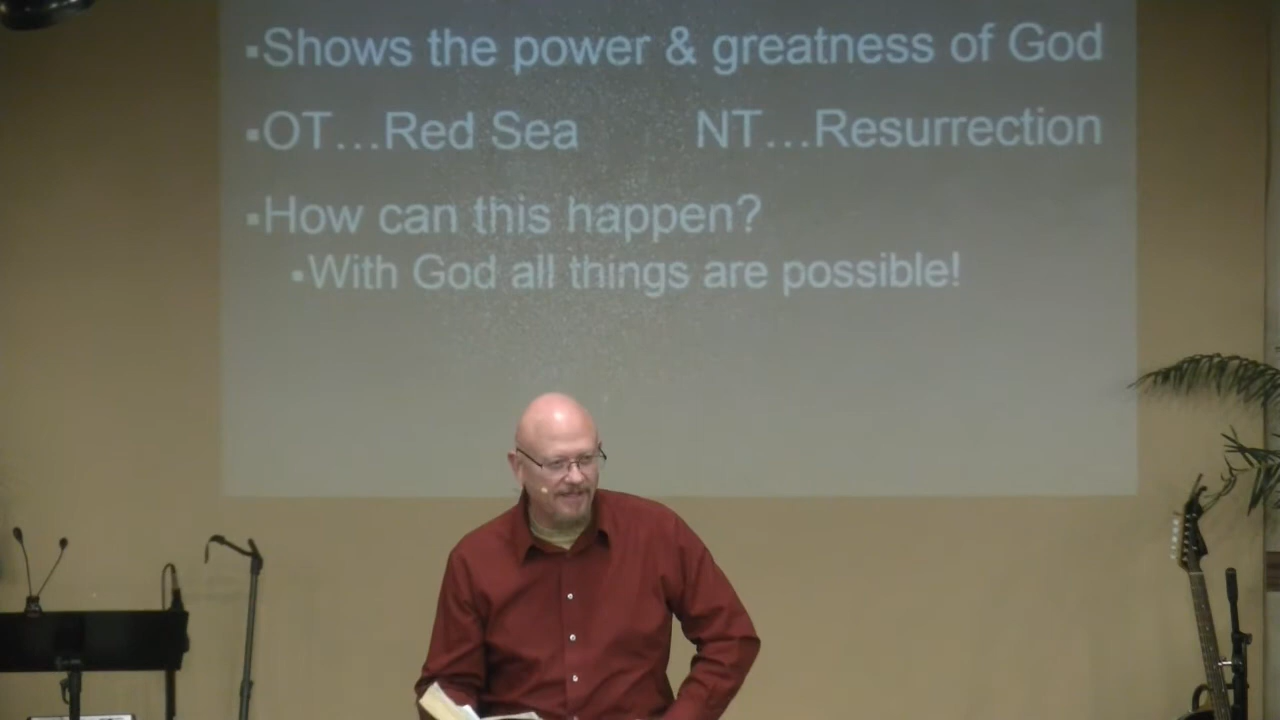 ▪Shows the power & greatness of God
▪OT...Red Sea NT...Resurrection
▪How can this happen?
▪With God all things are possible!